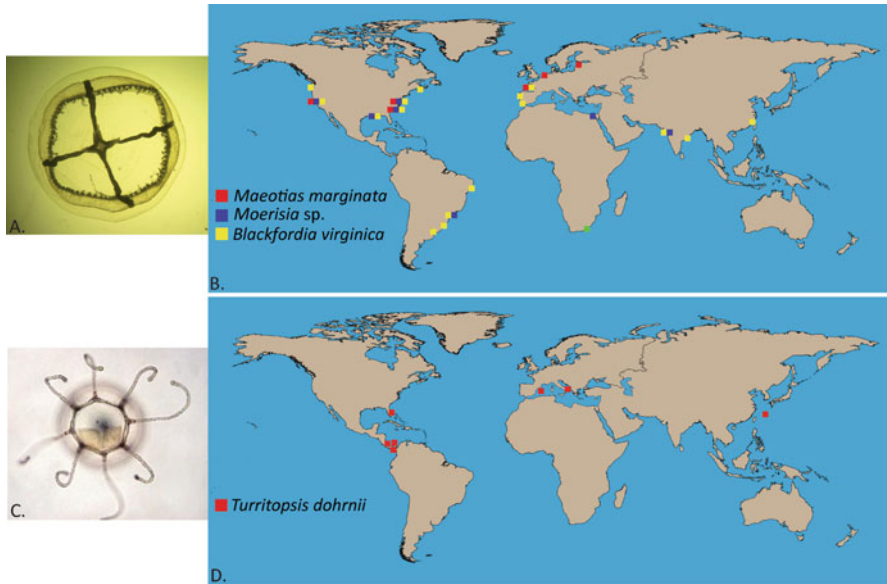 A.
Maeotias marginata
Moerisia sp.
Blackfordia virginica
B.
C.
Turritopsis dohrnii
D.